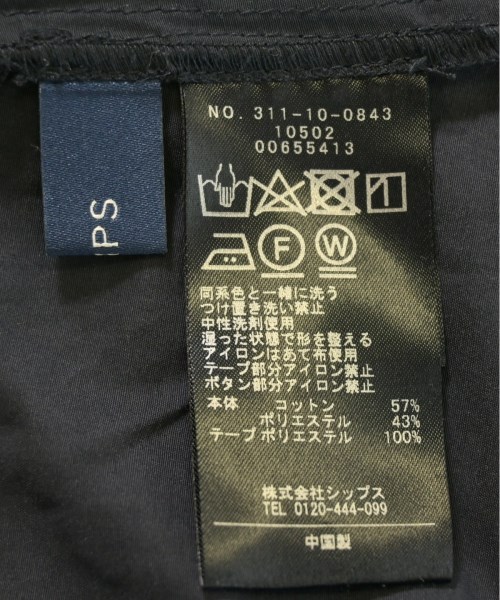 IPS
NO. 311-10-0843
10502
00655413
F
W
同系色と一緒に洗う
つけ置き洗い禁止
中性洗剤使用
湿った状態で形を整える
アイロンはあて布使用
テープ部分アイロン禁止
ボタン部分アイロン禁止
本体 コットン 57%
ポリエステル 43%
テープ ポリエステル 100%
株式会社シップス
TEL 0120-444-099
中国製